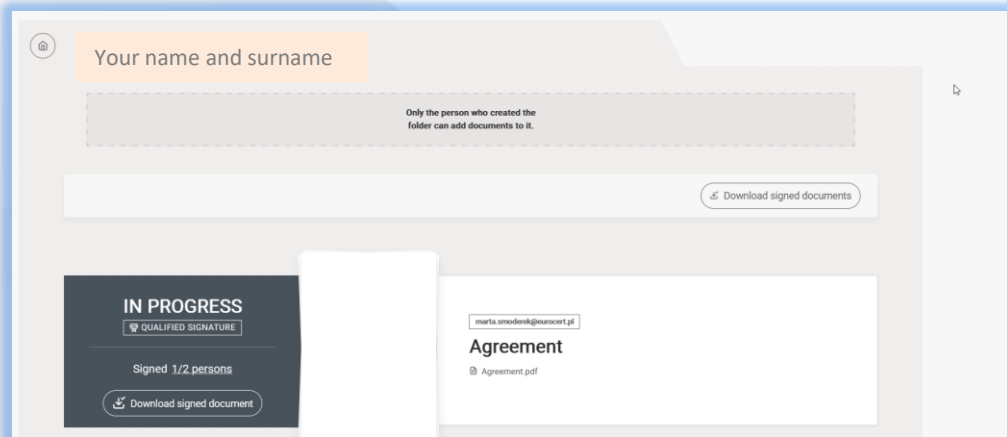 Your name and surname
Only the person who created the
folder can add documents to it.
Download signed documents
IN PROGRESS
QUALIFIED SIGNATURE
Signed 1/2 persons
Download signed document
marta.smoderek@eurocert.pl
Agreement
Agreement.pdf